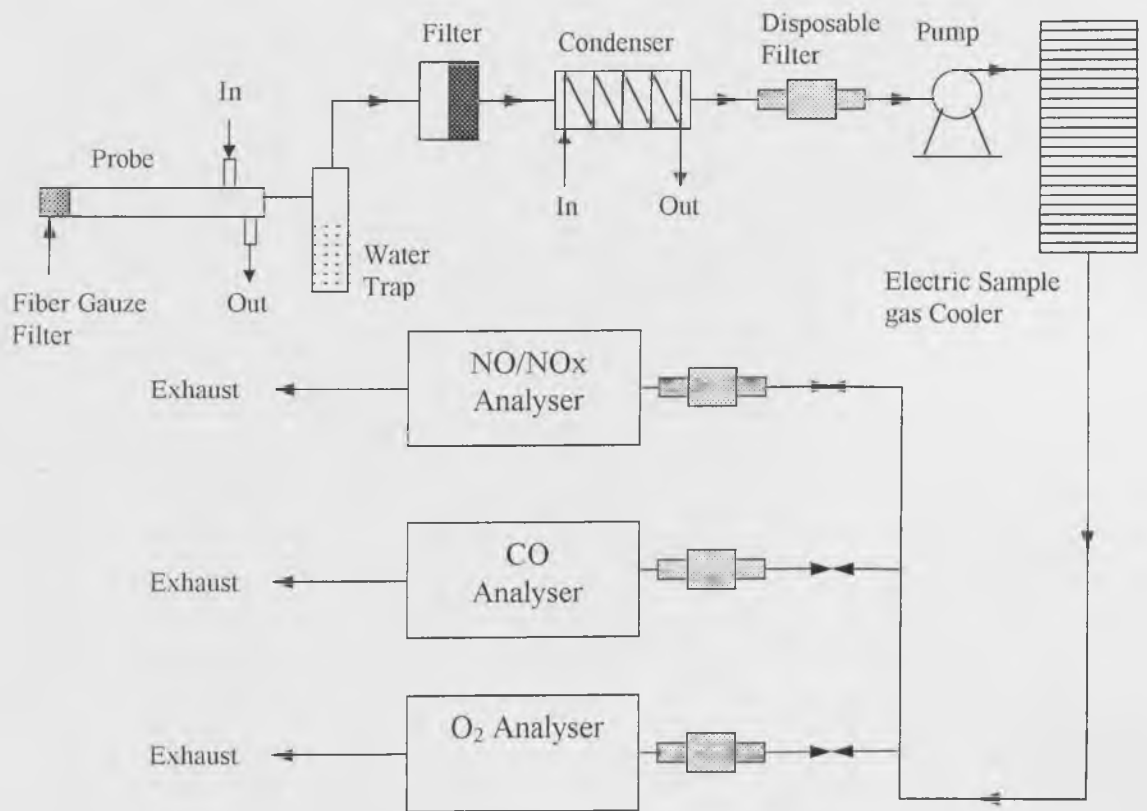 Filter
Condenser
Disposable
Filter
Pump
In
Probe
In
Out
Water
Trap
Fiber Gauze
Filter
Out
Electric Sample
gas Cooler
NO/NOx
Analyser
Exhaust
CO
Analyser
Exhaust
O₂ Analyser
Exhaust